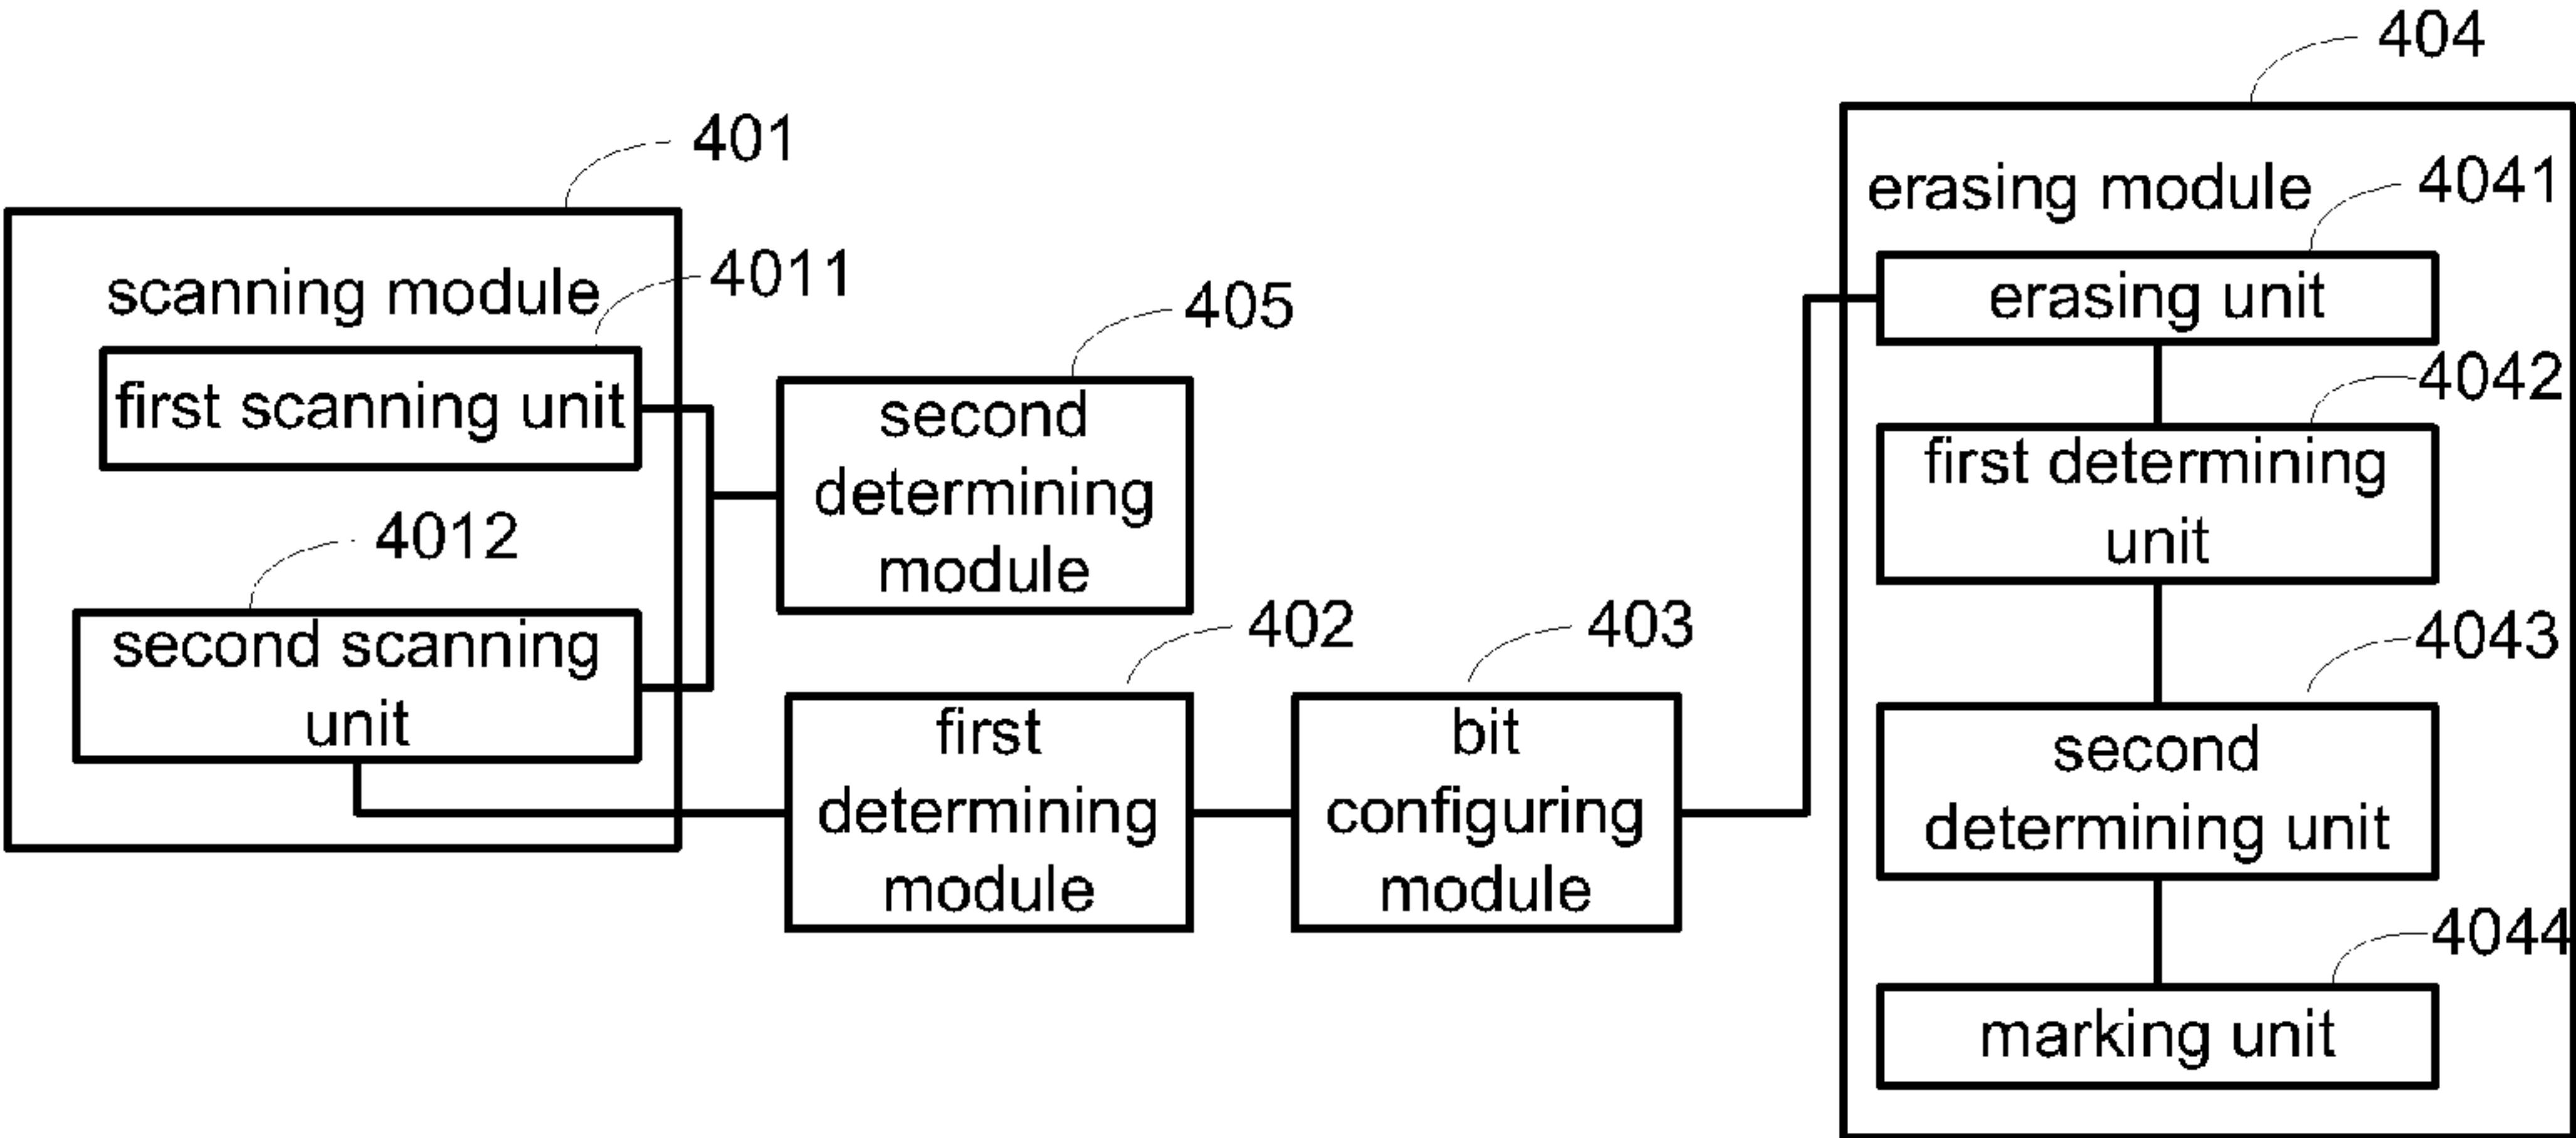 404
401
erasing module
4041
scanning module
4011
erasing unit
405
first scanning unit
second
determining
module
4042
first determining
unit
4012
second scanning
unit
402
403
4043
first
determining
module
bit
configuring
module
second
determining unit
4044
marking unit